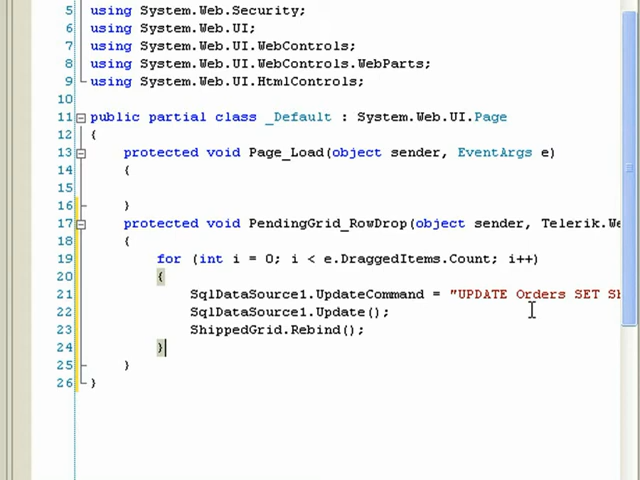 5 using System.Web.Security;
6 using System.Web.UI;
7 using System.Web.UI.WebControls;
8 using System.Web.UI.WebControls.WebParts;
9 using System.Web.UI.HtmlControls;
10
11 public partial class _Default : System.Web.UI.Page
12 {
13 protected void Page_Load(object sender, EventArgs e)
14 {
15
16 }
17 protected void PendingGrid_RowDrop(object sender, Telerik.We
18 {
19 for (int i = 0; i < e.DraggedItems.Count; i++)
20 {
21 SqlDataSource1.UpdateCommand = "UPDATE Orders SET Sh
22 SqlDataSource1.Update();
23 ShippedGrid.Rebind();
24 }
25 }
26 }